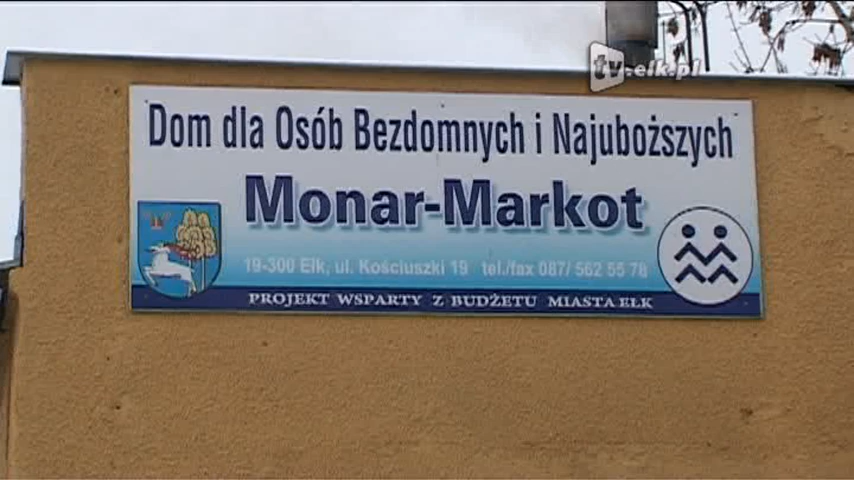 tv.elk.pl
Dom dla Osób Bezdomnych i Najuboższych
Monar-Markot
19-300 Ełk, ul. Kościuszki 19 tel./fax 087/ 562 55 78
PROJEKT WSPARTY Z BUDŻETU MIASTA EŁK